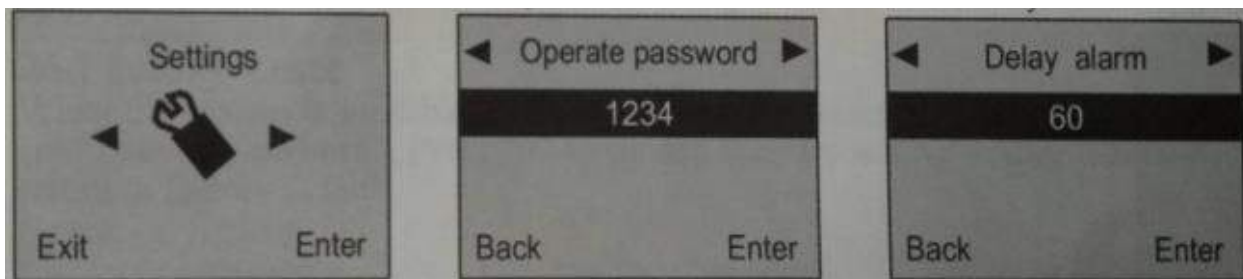 Settings
Exit Enter
Operate password
1234
Back Enter
Delay alarm
60
Back Enter